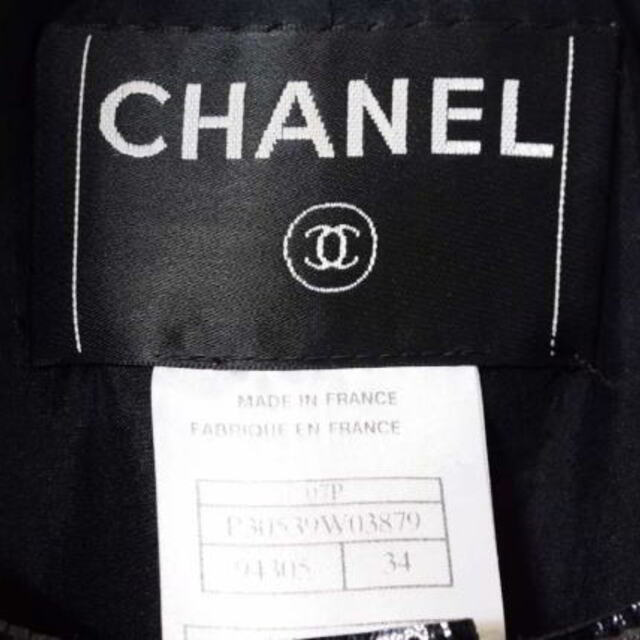 CHANEL
MADE IN FRANCE
FABRIQUE EN FRANCE
07P
P30539W03879
94305 34